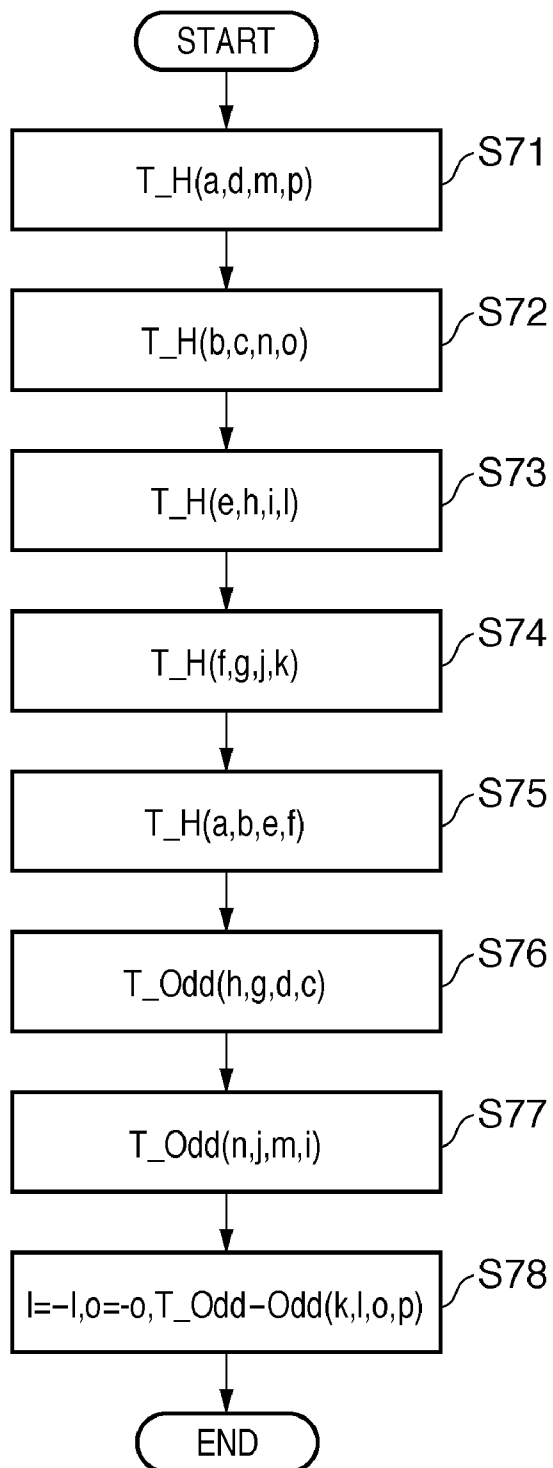 START
T_H(a,d,m,p)
S71
T_H(b,c,n,o)
S72
T_H(e,h,i,l)
S73
T_H(f,g,j,k)
S74
T_H(a,b,e,f)
S75
T_Odd(h,g,d,c)
S76
T_Odd(n,j,m,i)
S77
l=−l,o=-o,T_Odd−Odd(k,l,o,p)
S78
END